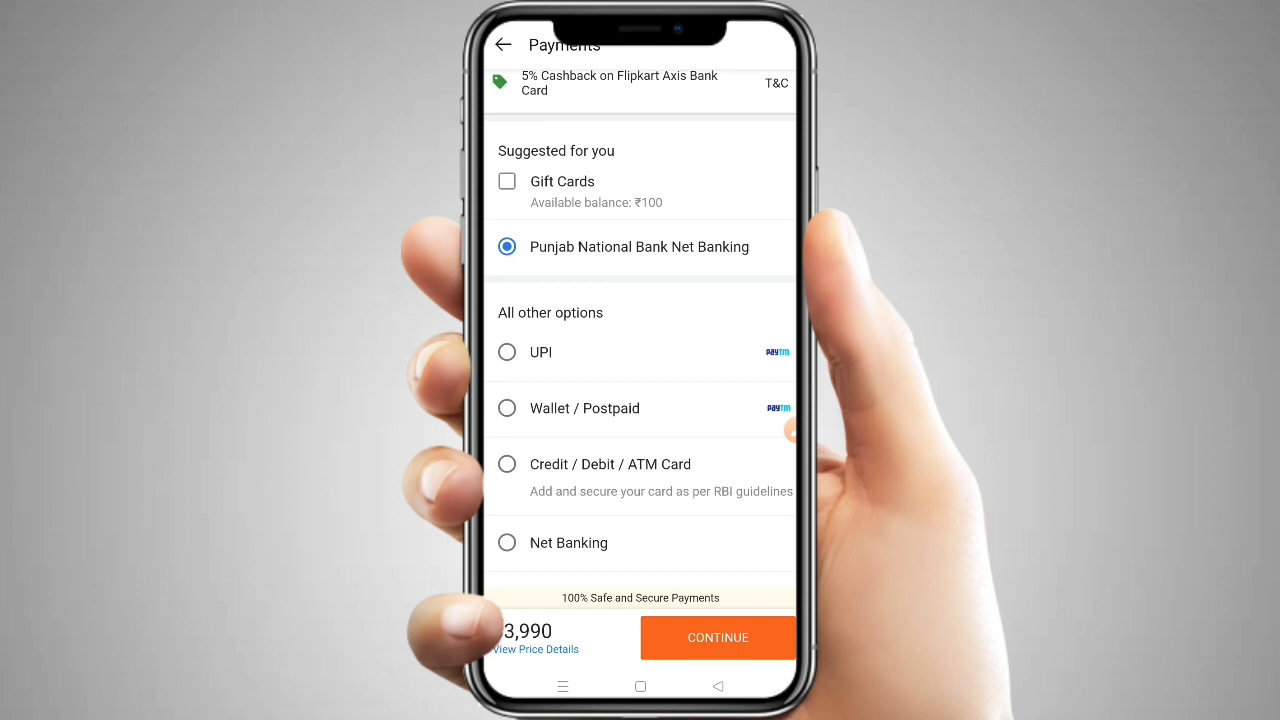 Payments
5% Cashback on Flipkart Axis Bank
Card
T&C
Suggested for you
Gift Cards
Available balance: ₹100
Punjab National Bank Net Banking
All other options
UPI
paytm
Wallet / Postpaid
paytm
Credit / Debit / ATM Card
Add and secure your card as per RBI guidelines
Net Banking
100% Safe and Secure Payments
3,990
View Price Details
CONTINUE